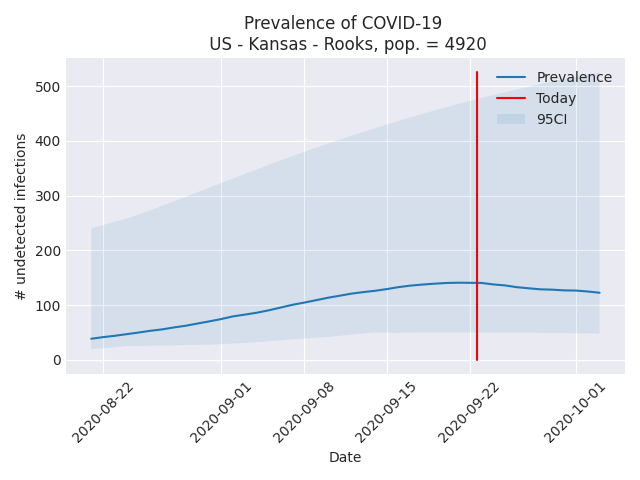 Prevalence of COVID-19
US - Kansas - Rooks, pop. = 4920
Prevalence
Today
95CI
# undetected infections
500
400
300
200
100
0
2020-08-22
2020-09-01
2020-09-08
2020-09-15
2020-09-22
2020-10-01
Date